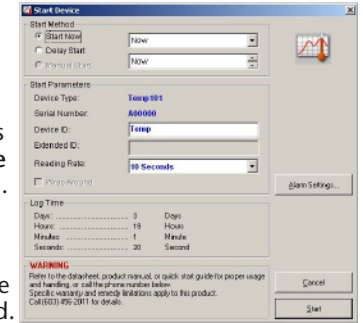 Start Device
Start Method
Start Now
Now
Delay Start
Now
Manual Start
Start Parameters
Device Type: Temp101
Serial Number: A00000
Device ID: Temp
Extended ID:
Reading Rate: 10 Seconds
Wrap Around
Alarm Settings...
Log Time
Days: 3 Days
Hours: 19 Hours
Minutes: 1 Minute
Seconds: 20 Second
WARNING
Refer to the datasheet, product manual, or quick start guide for proper usage
and handling, or call the phone number below.
Specific warranty and remedy limitations apply to this product.
Call (603) 456-2011 for details.
Cancel
Start